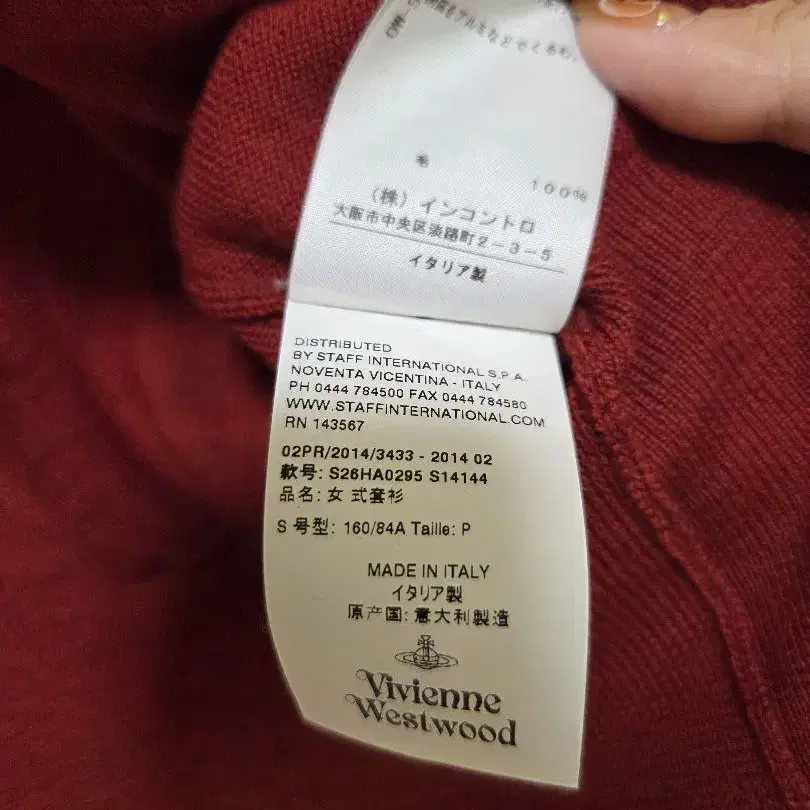 毛
100%
(株) インコントロ
大阪市中央区淡路町2-3-5
イタリア製
DISTRIBUTED
BY STAFF INTERNATIONAL S.P.A.
NOVENTA VICENTINA - ITALY
PH 0444 784500 FAX 0444 784580
WWW.STAFFINTERNATIONAL.COM
RN 143567
02PR/2014/3433 - 2014 02
款号: S26HA0295 S14144
品名: 女 式套衫
S 号型: 160/84A Taille: P
MADE IN ITALY
イタリア製
原产国: 意大利製造
Vivienne
Westwood